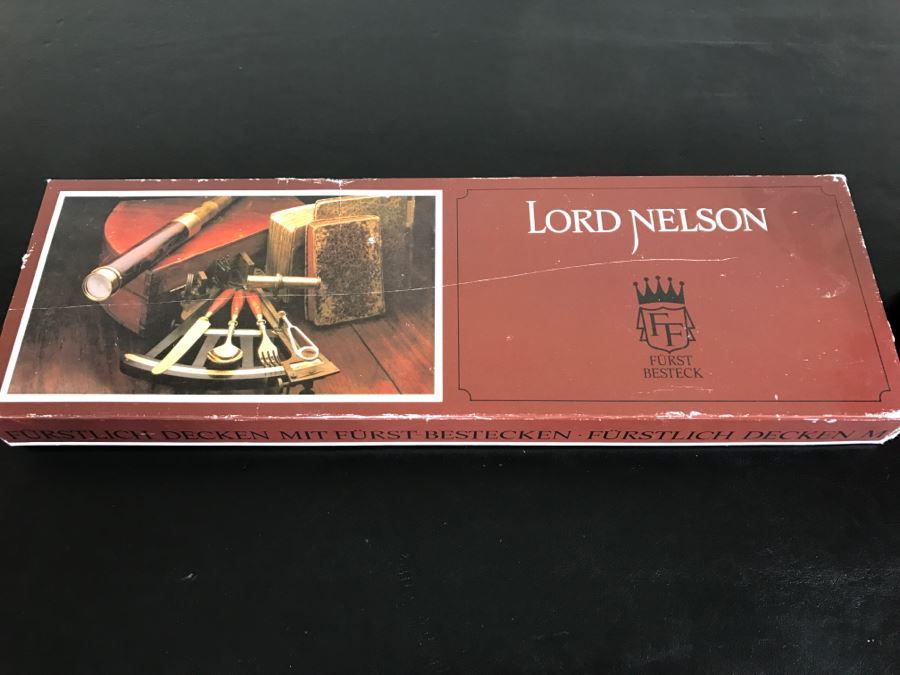 LORD NELSON
FF
FÜRST
BESTECK
FÜRSTLICH DECKEN MIT FÜRST BESTECKEN · FÜRSTLICH DECKEN M